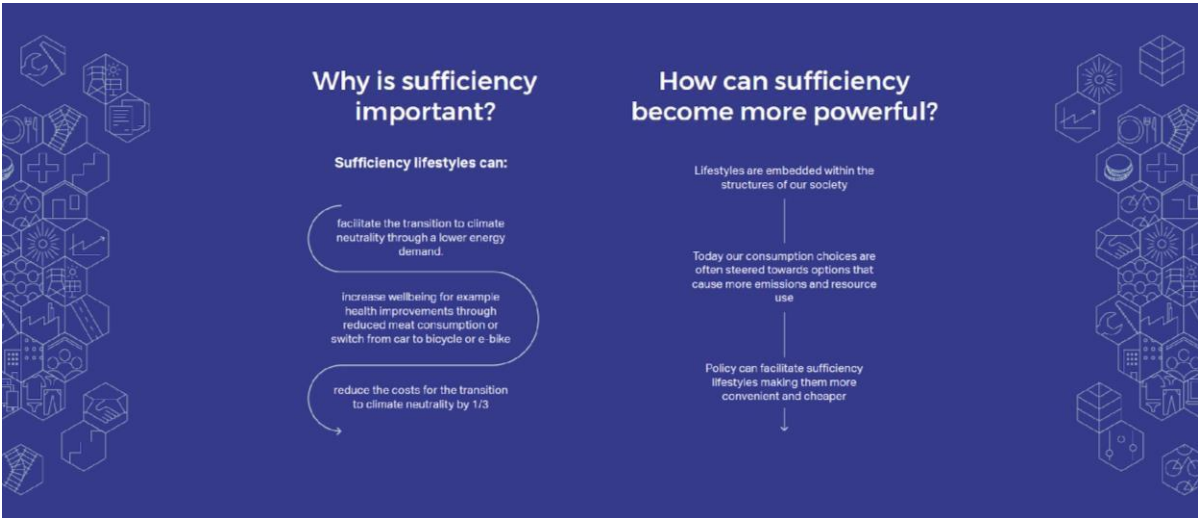 Why is sufficiency
important?
Sufficiency lifestyles can:
facilitate the transition to climate
neutrality through a lower energy
demand.
increase wellbeing for example
health improvements through
reduced meat consumption or
switch from car to bicycle or e-bike
reduce the costs for the transition
to climate neutrality by 1/3
How can sufficiency
become more powerful?
Lifestyles are embedded within the
structures of our society
Today our consumption choices are
often steered towards options that
cause more emissions and resource
use
Policy can facilitate sufficiency
lifestyles making them more
convenient and cheaper